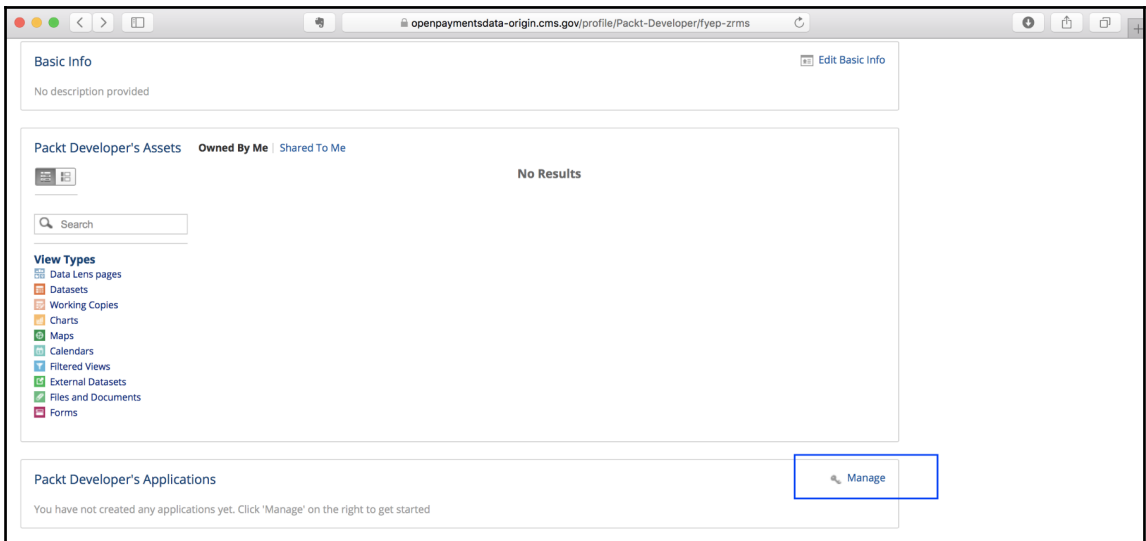 openpaymentsdata-origin.cms.gov/profile/Packt-Developer/fyep-zrms
Basic Info
Edit Basic Info
No description provided
Packt Developer's Assets Owned By Me | Shared To Me
No Results
Search
View Types
Data Lens pages
Datasets
Working Copies
Charts
Maps
Calendars
Filtered Views
External Datasets
Files and Documents
Forms
Packt Developer's Applications
Manage
You have not created any applications yet. Click 'Manage' on the right to get started